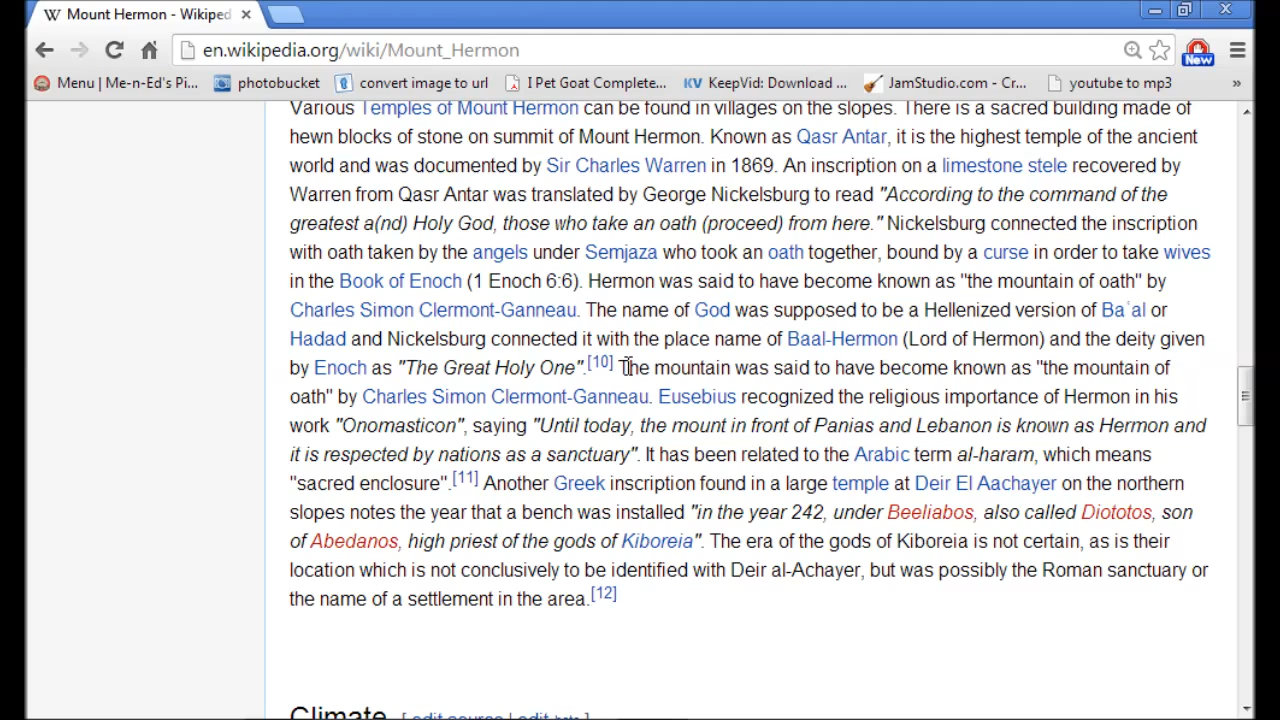 Mount Hermon - Wikiped
en.wikipedia.org/wiki/Mount_Hermon
New
Menu | Me-n-Ed's Pi... photobucket convert image to url I Pet Goat Complete... KV KeepVid: Download ... JamStudio.com - Cr... youtube to mp3 »
Various Temples of Mount Hermon can be found in villages on the slopes. There is a sacred building made of
hewn blocks of stone on summit of Mount Hermon. Known as Qasr Antar, it is the highest temple of the ancient
world and was documented by Sir Charles Warren in 1869. An inscription on a limestone stele recovered by
Warren from Qasr Antar was translated by George Nickelsburg to read "According to the command of the
greatest a(nd) Holy God, those who take an oath (proceed) from here." Nickelsburg connected the inscription
with oath taken by the angels under Semjaza who took an oath together, bound by a curse in order to take wives
in the Book of Enoch (1 Enoch 6:6). Hermon was said to have become known as "the mountain of oath" by
Charles Simon Clermont-Ganneau. The name of God was supposed to be a Hellenized version of Baʿal or
Hadad and Nickelsburg connected it with the place name of Baal-Hermon (Lord of Hermon) and the deity given
by Enoch as "The Great Holy One".[10] The mountain was said to have become known as "the mountain of
oath" by Charles Simon Clermont-Ganneau. Eusebius recognized the religious importance of Hermon in his
work "Onomasticon", saying "Until today, the mount in front of Panias and Lebanon is known as Hermon and
it is respected by nations as a sanctuary". It has been related to the Arabic term al-haram, which means
"sacred enclosure".[11] Another Greek inscription found in a large temple at Deir El Aachayer on the northern
slopes notes the year that a bench was installed "in the year 242, under Beeliabos, also called Diototos, son
of Abedanos, high priest of the gods of Kiboreia". The era of the gods of Kiboreia is not certain, as is their
location which is not conclusively to be identified with Deir al-Achayer, but was possibly the Roman sanctuary or
the name of a settlement in the area.[12]
Climate [ edit source | edit beta ]